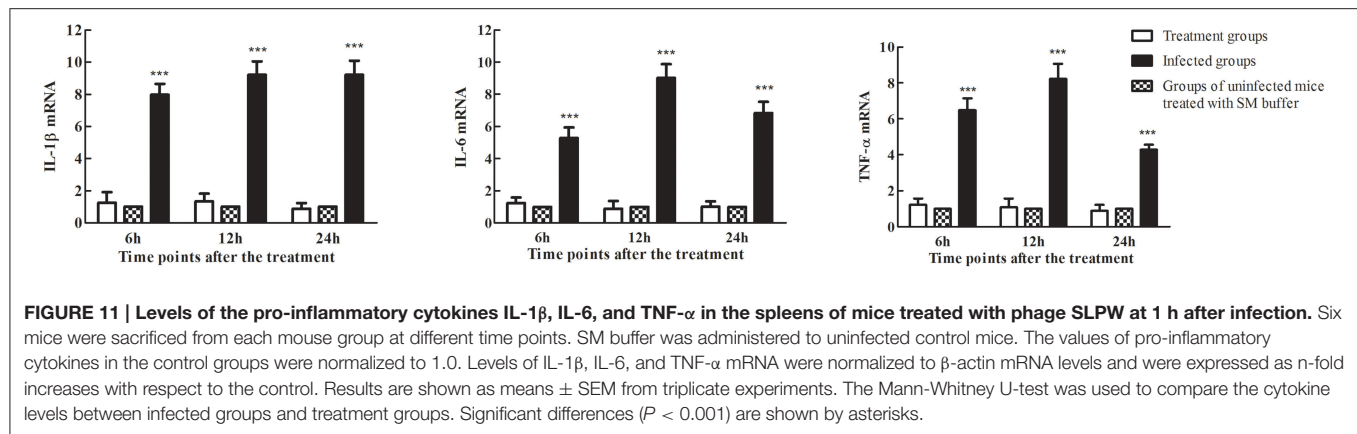 IL-1β mRNA
12
10
8
6
4
2
0
***
***
***
6h
12h
24h
Time points after the treatment
IL-6 mRNA
12
10
8
6
4
2
0
***
***
***
6h
12h
24h
Time points after the treatment
TNF-α mRNA
10
8
6
4
2
0
***
***
***
6h
12h
24h
Time points after the treatment
Treatment groups
Infected groups
Groups of uninfected mice
treated with SM buffer
FIGURE 11 | Levels of the pro-inflammatory cytokines IL-1β, IL-6, and TNF-α in the spleens of mice treated with phage SLPW at 1 h after infection. Six
mice were sacrificed from each mouse group at different time points. SM buffer was administered to uninfected control mice. The values of pro-inflammatory
cytokines in the control groups were normalized to 1.0. Levels of IL-1β, IL-6, and TNF-α mRNA were normalized to β-actin mRNA levels and were expressed as n-fold
increases with respect to the control. Results are shown as means ± SEM from triplicate experiments. The Mann-Whitney U-test was used to compare the cytokine
levels between infected groups and treatment groups. Significant differences (P < 0.001) are shown by asterisks.